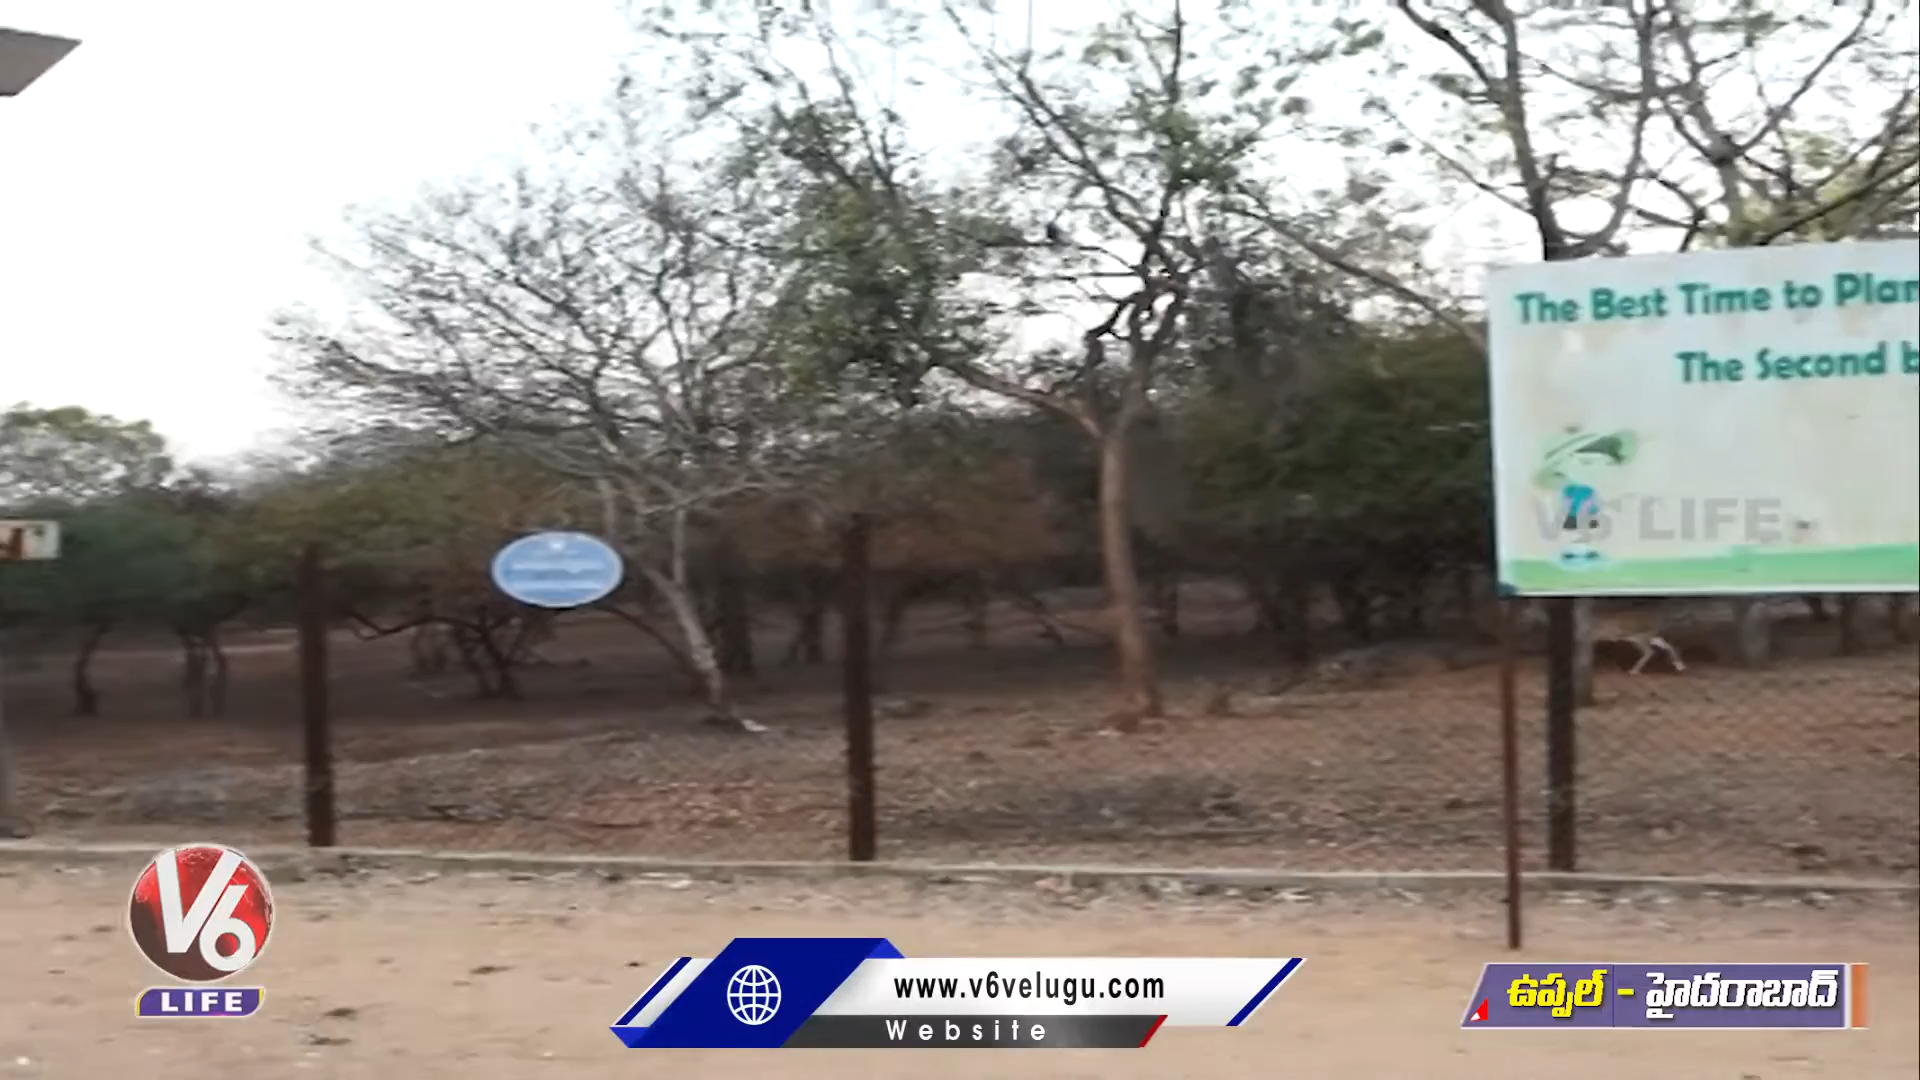 The Best Time to Plan
The Second b
V6 LIFE
V6
LIFE
www.v6velugu.com
Website
ఉప్పల్ - హైదరాబాద్